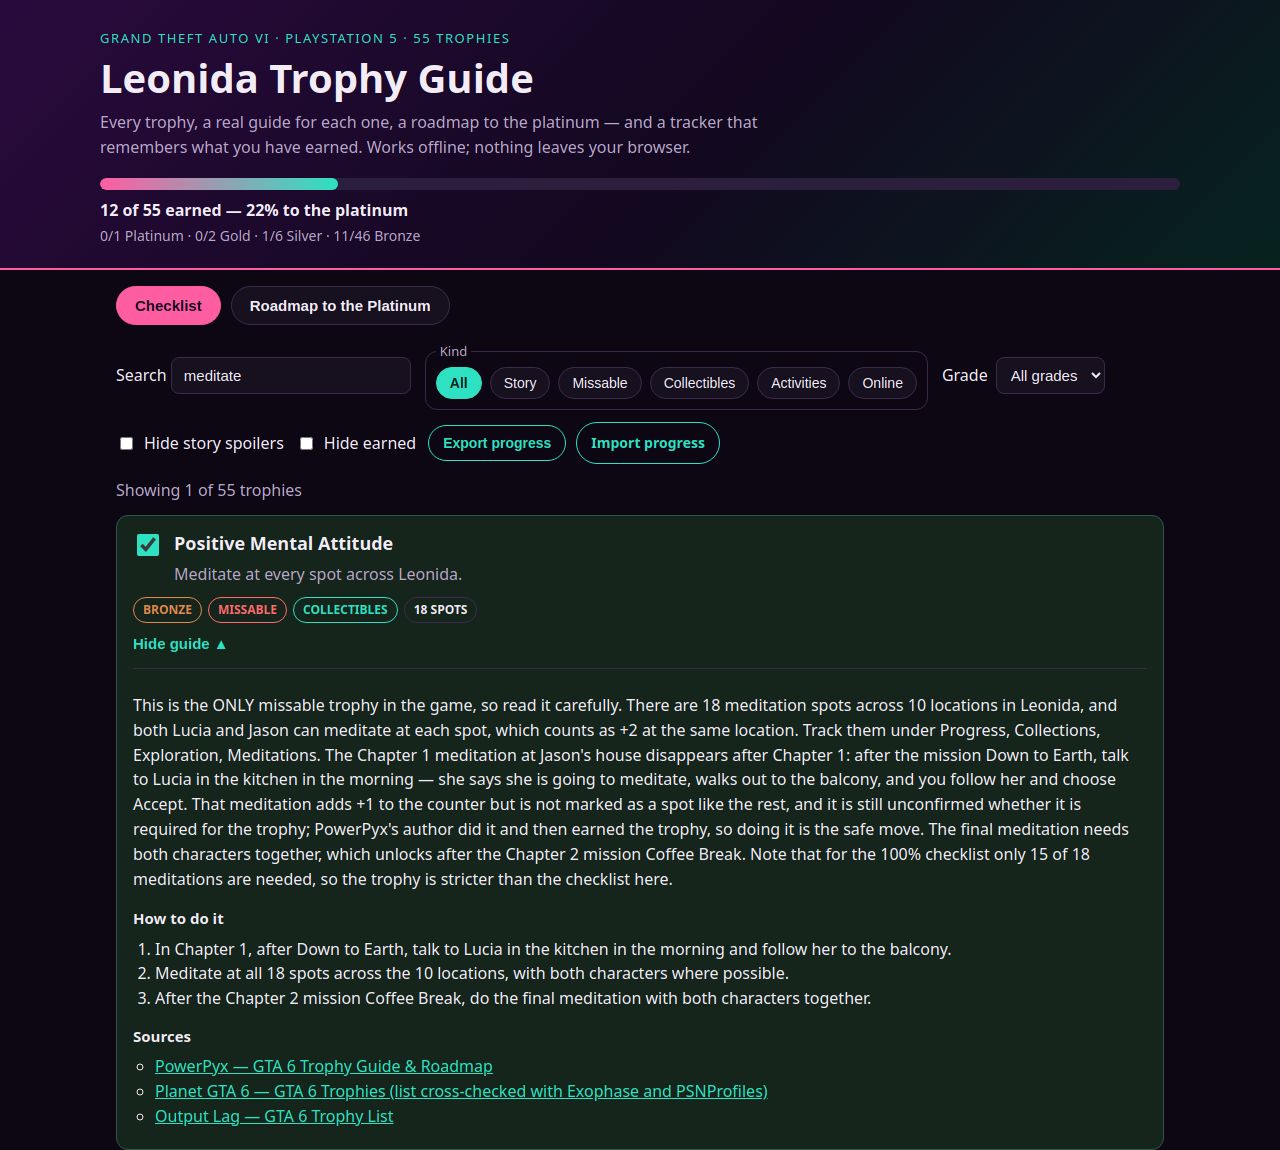 GRAND THEFT AUTO VI · PLAYSTATION 5 · 55 TROPHIES
Leonida Trophy Guide
Every trophy, a real guide for each one, a roadmap to the platinum — and a tracker that
remembers what you have earned. Works offline; nothing leaves your browser.
12 of 55 earned — 22% to the platinum
0/1 Platinum · 0/2 Gold · 1/6 Silver · 11/46 Bronze
Checklist Roadmap to the Platinum
Kind
Search meditate All Story Missable Collectibles Activities Online Grade All grades
Hide story spoilers Hide earned Export progress Import progress
Showing 1 of 55 trophies
Positive Mental Attitude
Meditate at every spot across Leonida.
BRONZE MISSABLE COLLECTIBLES 18 SPOTS
Hide guide ▲
This is the ONLY missable trophy in the game, so read it carefully. There are 18 meditation spots across 10 locations in Leonida, and
both Lucia and Jason can meditate at each spot, which counts as +2 at the same location. Track them under Progress, Collections,
Exploration, Meditations. The Chapter 1 meditation at Jason's house disappears after Chapter 1: after the mission Down to Earth, talk
to Lucia in the kitchen in the morning — she says she is going to meditate, walks out to the balcony, and you follow her and choose
Accept. That meditation adds +1 to the counter but is not marked as a spot like the rest, and it is still unconfirmed whether it is
required for the trophy; PowerPyx's author did it and then earned the trophy, so doing it is the safe move. The final meditation needs
both characters together, which unlocks after the Chapter 2 mission Coffee Break. Note that for the 100% checklist only 15 of 18
meditations are needed, so the trophy is stricter than the checklist here.
How to do it
1. In Chapter 1, after Down to Earth, talk to Lucia in the kitchen in the morning and follow her to the balcony.
2. Meditate at all 18 spots across the 10 locations, with both characters where possible.
3. After the Chapter 2 mission Coffee Break, do the final meditation with both characters together.
Sources
PowerPyx — GTA 6 Trophy Guide & Roadmap
Planet GTA 6 — GTA 6 Trophies (list cross-checked with Exophase and PSNProfiles)
Output Lag — GTA 6 Trophy List